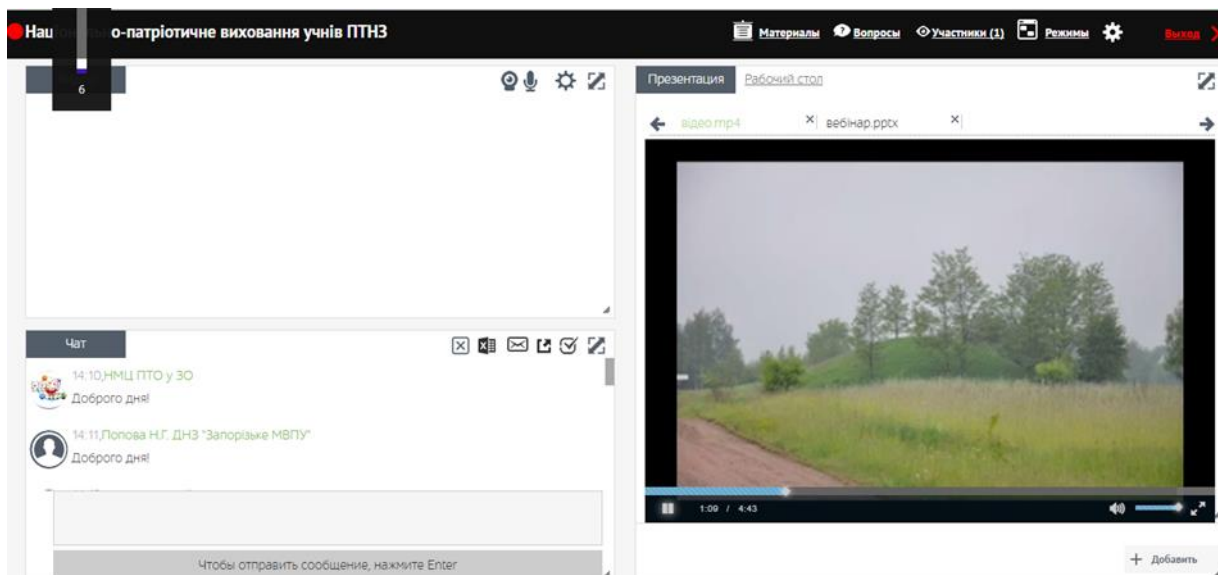 Наці о-патріотичне виховання учнів ПТНЗ
Материалы Вопросы Участники (1) Режимы Выход
6
Презентация Рабочий стол
відео.mp4 вебінар.pptx
Чат
14:10,НМЦ ПТО у ЗО
Доброго дня!
14:11,Попова Н.Г. ДНЗ "Запорізьке МВПУ"
Доброго дня!
Чтобы отправить сообщение, нажмите Enter
1:09 / 4:43
+ Добавить